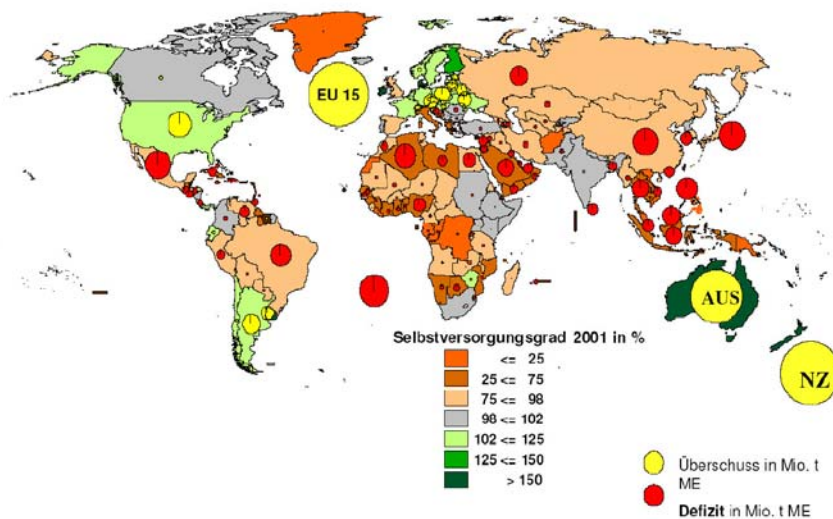 EU 15
AUS
NZ
Selbstversorgungsgrad 2001 in %
<= 25
25 <= 75
75 <= 98
98 <= 102
102 <= 125
125 <= 150
> 150
Überschuss in Mio. t
ME
Defizit in Mio. t ME